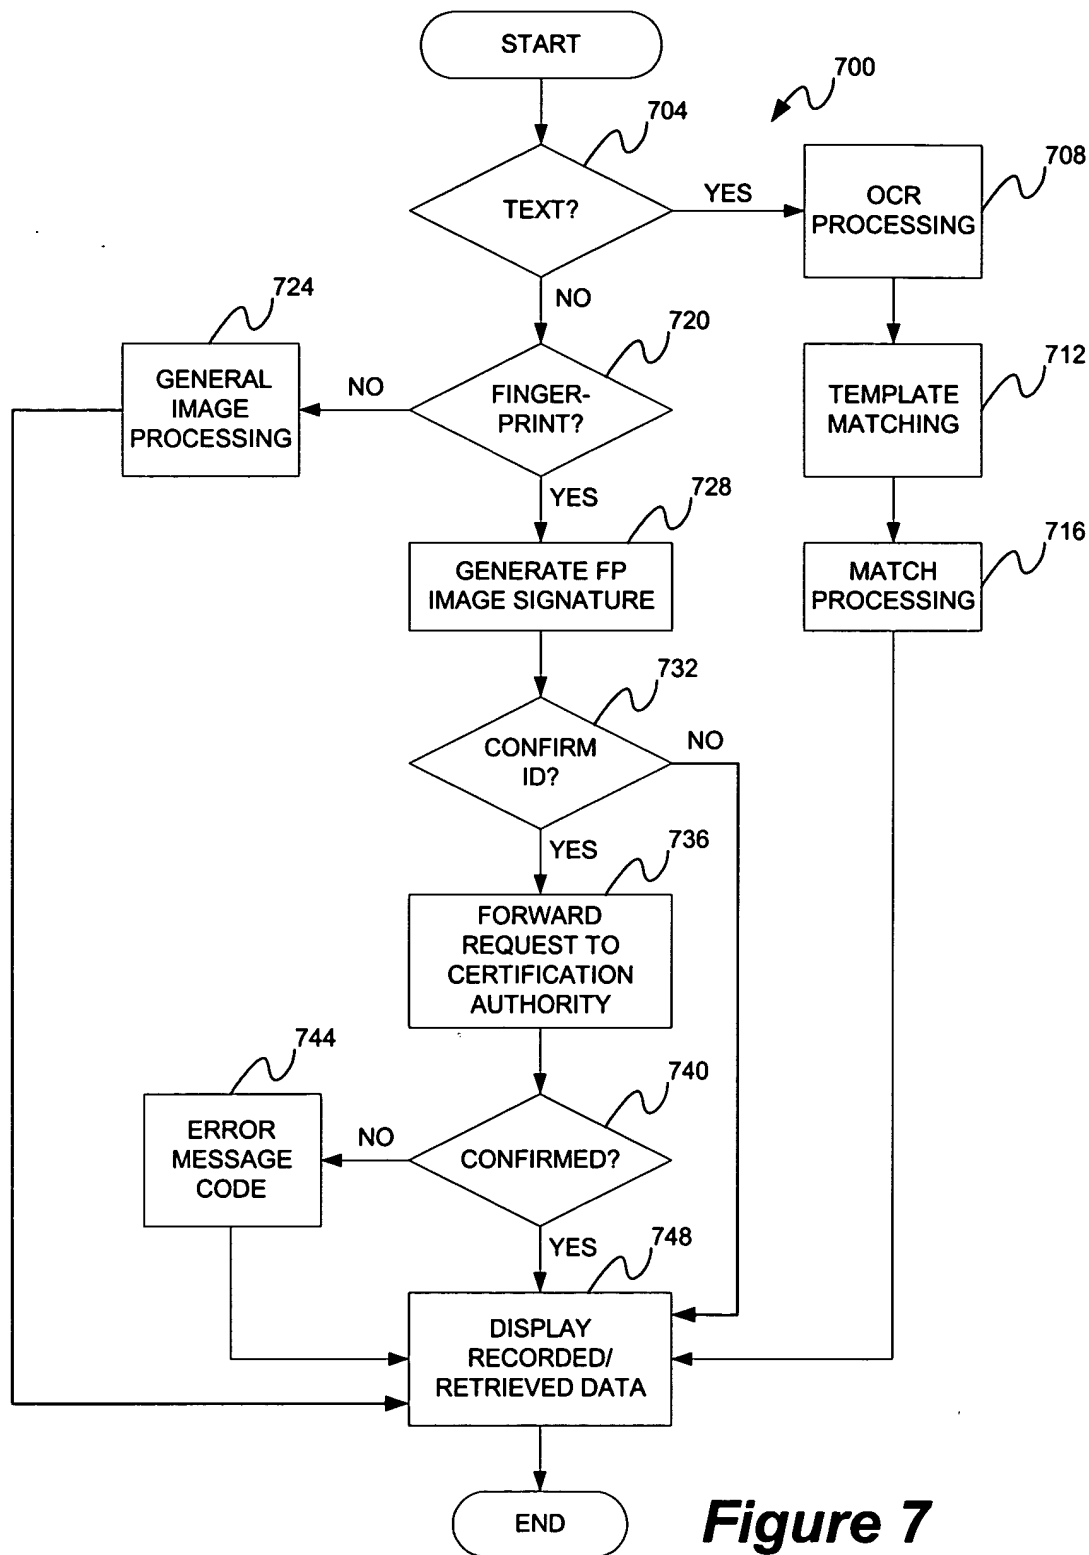 START
700
704
TEXT?
YES
708
OCR
PROCESSING
NO
724
GENERAL
IMAGE
PROCESSING
NO
720
FINGER-
PRINT?
712
TEMPLATE
MATCHING
YES
728
GENERATE FP
IMAGE SIGNATURE
716
MATCH
PROCESSING
732
CONFIRM
ID?
NO
YES
736
FORWARD
REQUEST TO
CERTIFICATION
AUTHORITY
744
ERROR
MESSAGE
CODE
NO
740
CONFIRMED?
YES
748
DISPLAY
RECORDED/
RETRIEVED DATA
END
Figure 7